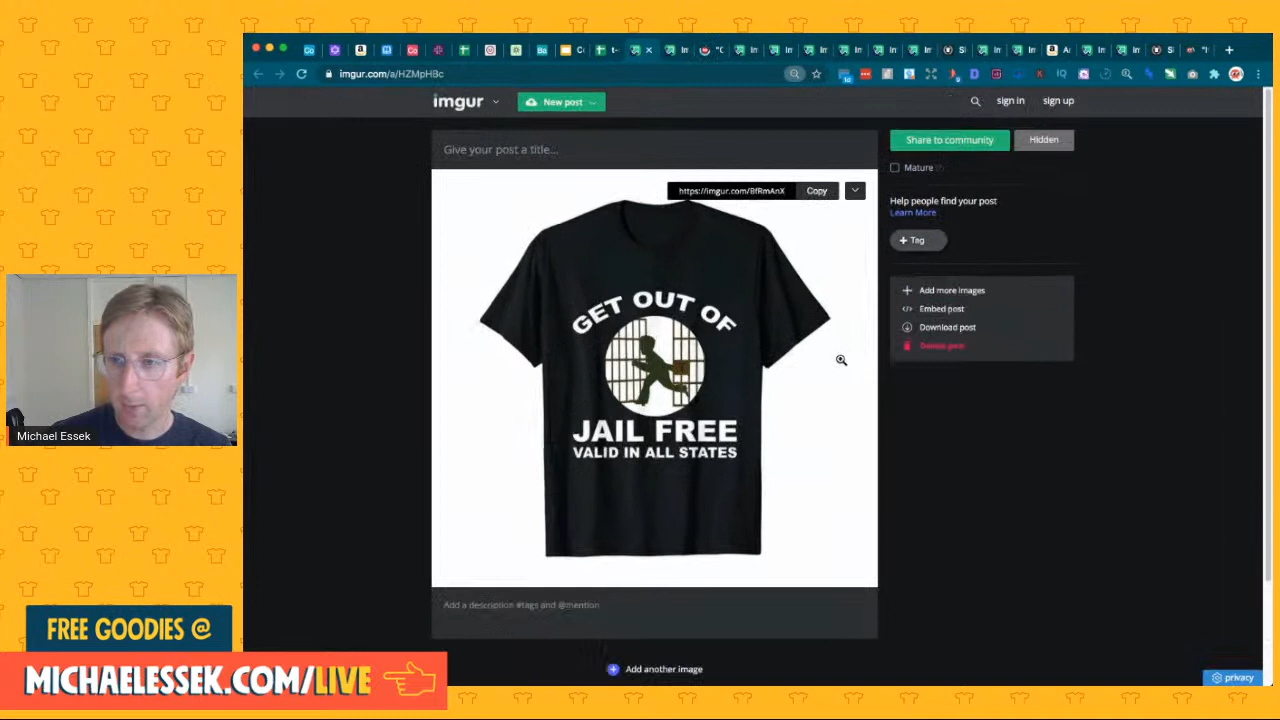 imgur.com/a/HZMpHBc
imgur
New post
sign in
sign up
Give your post a title...
Share to community
Hidden
https://imgur.com/BfRmAnX
Copy
Mature
Help people find your post
Learn More
+ Tag
GET OUT OF
JAIL FREE
VALID IN ALL STATES
Add more images
Embed post
Download post
Delete post
Michael Essek
Add a description #tags and @mention
Add another image
FREE GOODIES @
MICHAELESSEK.COM/LIVE
privacy